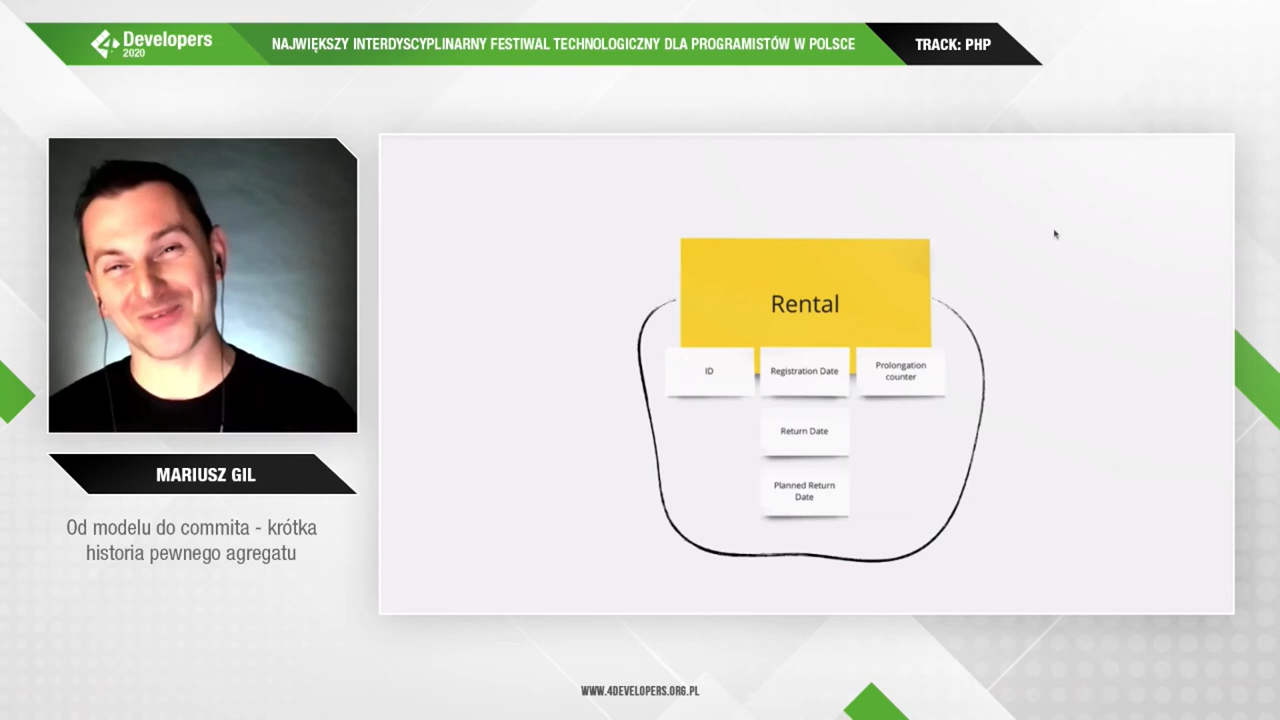 4Developers
2020
NAJWIĘKSZY INTERDYSCYPLINARNY FESTIWAL TECHNOLOGICZNY DLA PROGRAMISTÓW W POLSCE
TRACK: PHP
Rental
ID
Registration Date
Prolongation
counter
Return Date
Planned Return
Date
MARIUSZ GIL
Od modelu do commita - krótka
historia pewnego agregatu
WWW.4DEVELOPERS.ORG.PL